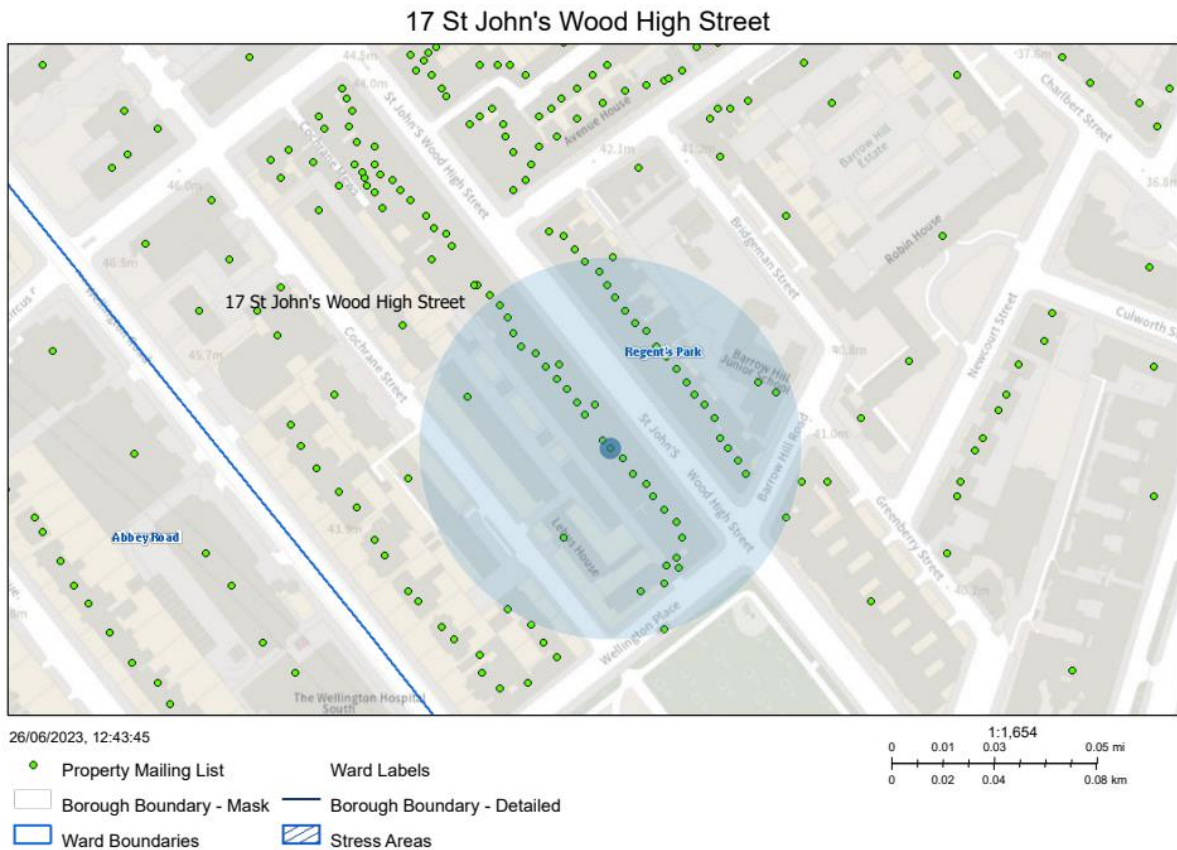 17 St John's Wood High Street
44.5m
44.0m
St John's Wood High Street
Cochrane Mews
Avenue House
42.1m
41.2m
Barrow Hill
Estate
Charlbert Street
36.8m
46.0m
46.5m
Bridgeman Street
Robin House
Wellington Road
17 St John's Wood High Street
45.7m
Cochrane Street
Regent's Park
Barrow Hill
Junior School
40.8m
Newcourt Street
Culworth
St John's
Wood High Street
Barrow Hill Road
41.0m
Greenberry Street
Abbey Road
Wellington Place
The Wellington Hospital
South
26/06/2023, 12:43:45
1:1,654
0 0.01 0.03 0.05 mi
0 0.02 0.04 0.08 km
Property Mailing List
Ward Labels
Borough Boundary - Mask
Borough Boundary - Detailed
Ward Boundaries
Stress Areas